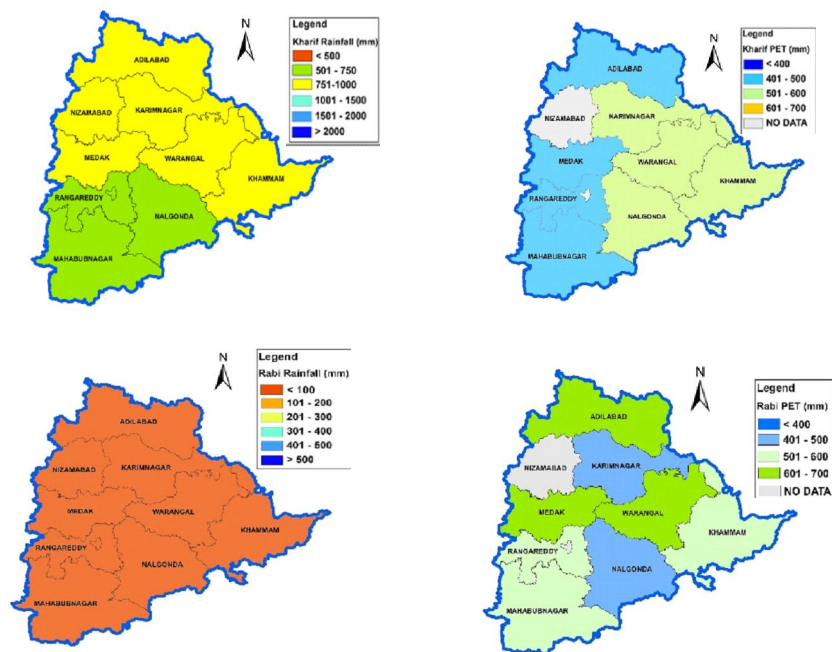 N
Legend
Kharif Rainfall (mm)
< 500
501 - 750
751-1000
1001 - 1500
1501 - 2000
> 2000
ADILABAD
NIZAMABAD
KARIMNAGAR
MEDAK
WARANGAL
KHAMMAM
RANGAREDDY
NALGONDA
MAHABUBNAGAR
N
Legend
Kharif PET (mm)
< 400
401 - 500
501 - 600
601 - 700
NO DATA
ADILABAD
NIZAMABAD
KARIMNAGAR
MEDAK
WARANGAL
KHAMMAM
RANGAREDDY
NALGONDA
MAHABUBNAGAR
N
Legend
Rabi Rainfall (mm)
< 100
101 - 200
201 - 300
301 - 400
401 - 500
> 500
ADILABAD
NIZAMABAD
KARIMNAGAR
MEDAK
WARANGAL
KHAMMAM
RANGAREDDY
NALGONDA
MAHABUBNAGAR
N
Legend
Rabi PET (mm)
< 400
401 - 500
501 - 600
601 - 700
NO DATA
ADILABAD
NIZAMABAD
KARIMNAGAR
MEDAK
WARANGAL
KHAMMAM
RANGAREDDY
NALGONDA
MAHABUBNAGAR